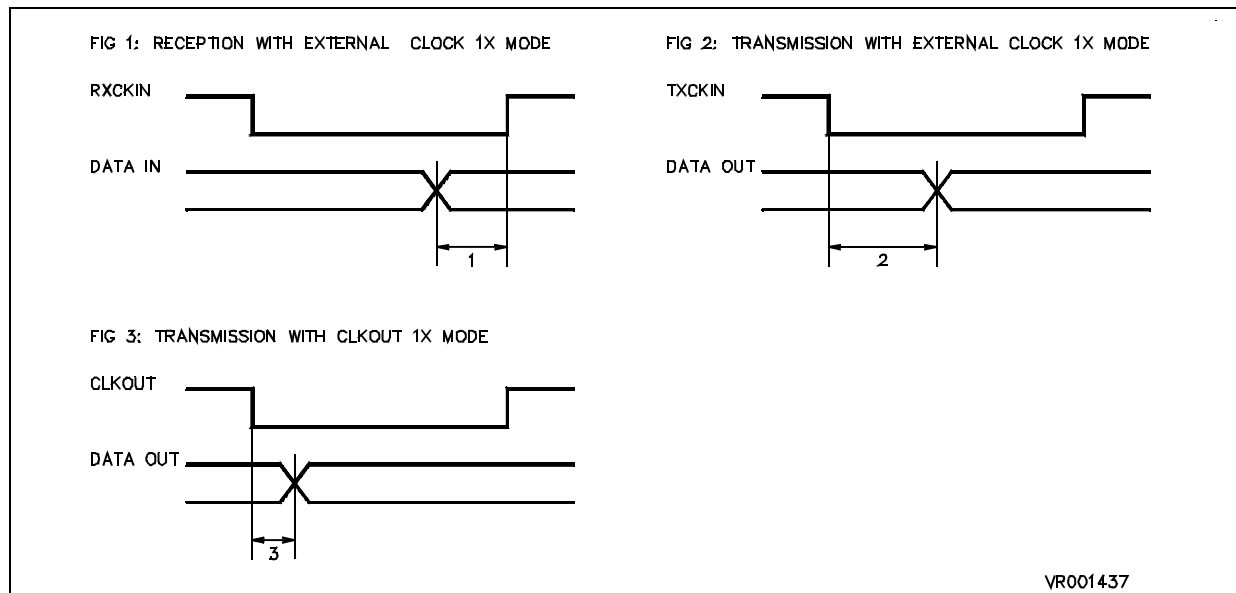 FIG 1: RECEPTION WITH EXTERNAL CLOCK 1X MODE
RXCKIN
DATA IN
1
FIG 2: TRANSMISSION WITH EXTERNAL CLOCK 1X MODE
TXCKIN
DATA OUT
2
FIG 3: TRANSMISSION WITH CLKOUT 1X MODE
CLKOUT
DATA OUT
3
VR001437